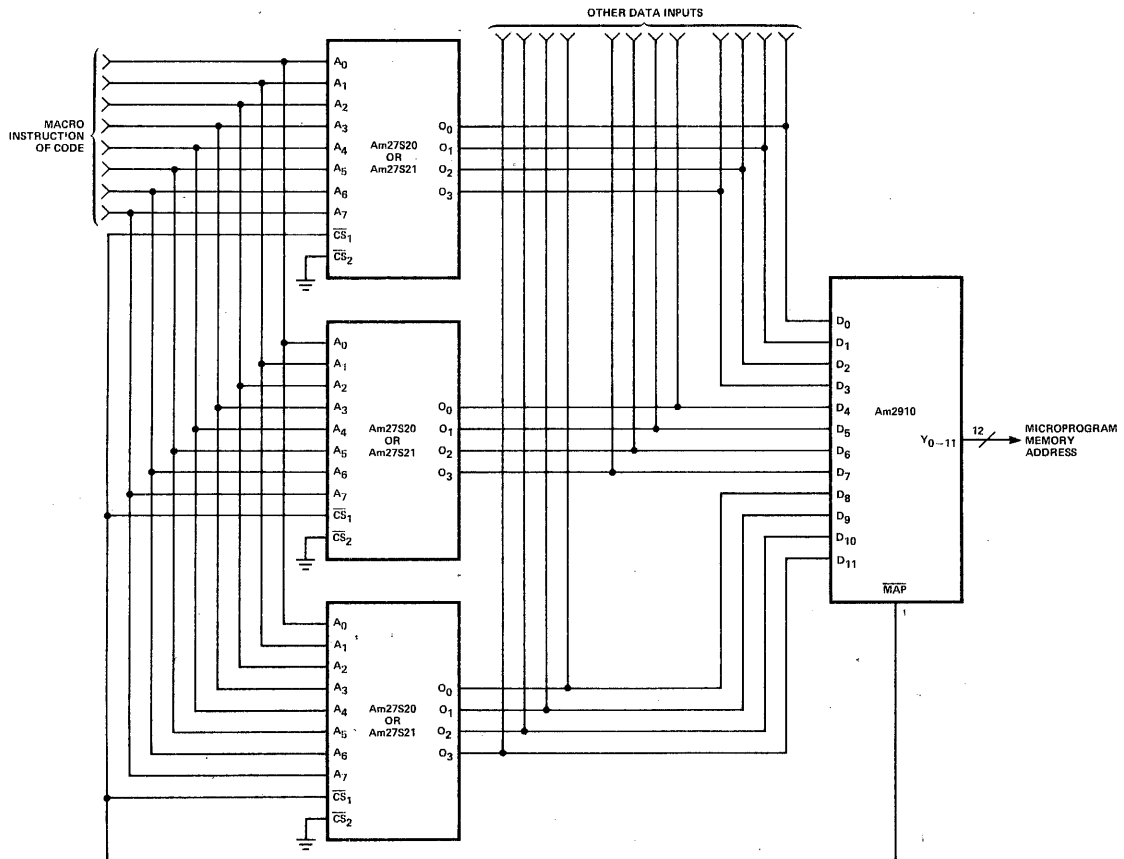 OTHER DATA INPUTS
MACRO
INSTRUCTION
OF CODE
A0
A1
A2
A3
A4
A5
A6
A7
CS1
CS2
Am27S20
OR
Am27S21
O0
O1
O2
O3
A0
A1
A2
A3
A4
A5
A6
A7
CS1
CS2
Am27S20
OR
Am27S21
O0
O1
O2
O3
A0
A1
A2
A3
A4
A5
A6
A7
CS1
CS2
Am27S20
OR
Am27S21
O0
O1
O2
O3
D0
D1
D2
D3
D4
D5
D6
D7
D8
D9
D10
D11
Am2910
Y0–11
MAP
12
MICROPROGRAM
MEMORY
ADDRESS